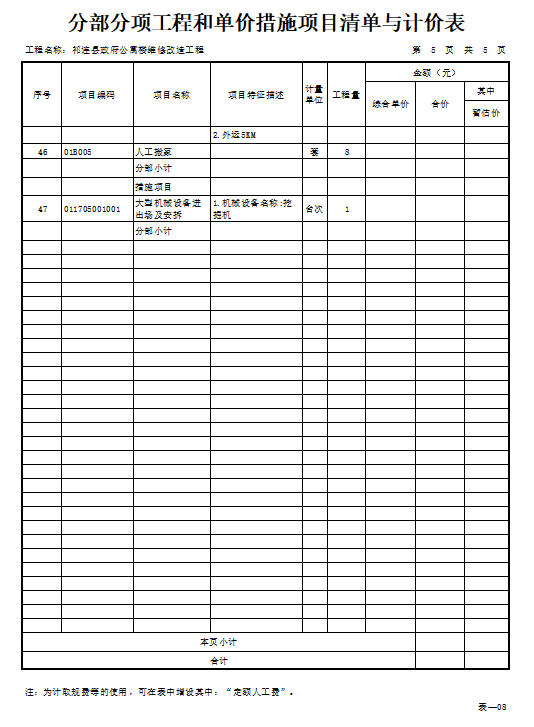 分部分项工程和单价措施项目清单与计价表
工程名称：祁连县政府公寓楼维修改造工程 第 5 页 共 5 页
序号 项目编码 项目名称 项目特征描述 计量单位 工程量 金额（元）
综合单价 合价 其中
暂估价
2.外运5KM
46 01B005 人工搬家 套 8
分部小计
措施项目
47 011705001001 大型机械设备进 1.机械设备名称:挖 台次 1
出场及安拆 掘机
分部小计
本页小计
合计
注：为计取规费等的使用，可在表中增设其中：“定额人工费”。
表—08